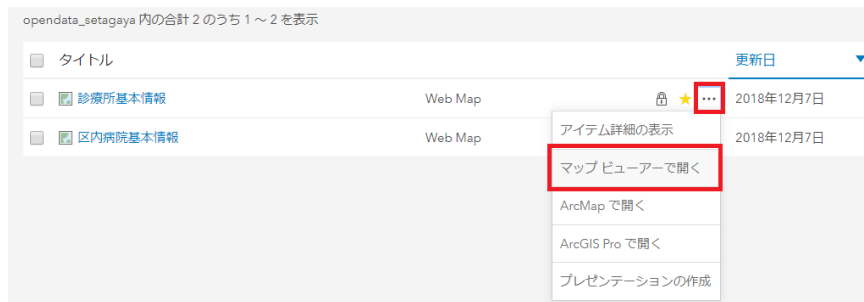 opendata_setagaya 内の合計 2 のうち 1 ～ 2 を表示
タイトル 更新日
診療所基本情報 Web Map 2018年12月7日
区内病院基本情報 Web Map 2018年12月7日
アイテム詳細の表示
マップ ビューアーで開く
ArcMap で開く
ArcGIS Pro で開く
プレゼンテーションの作成